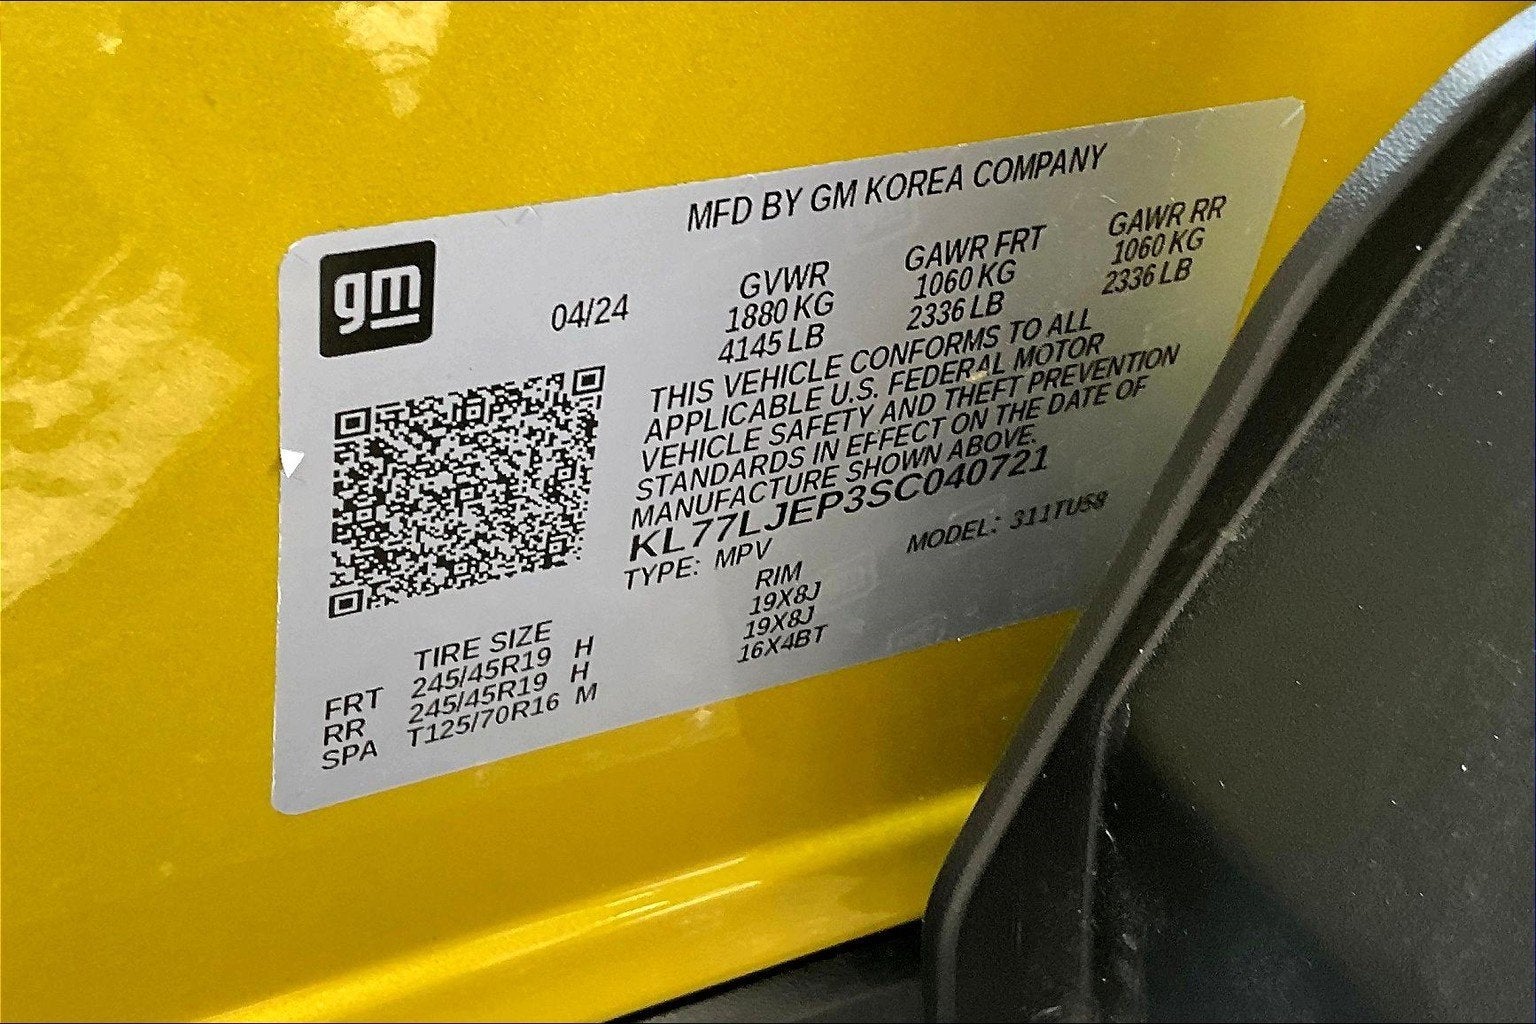 gm
MFD BY GM KOREA COMPANY
04/24
GVWR
1880 KG
4145 LB
GAWR FRT
1060 KG
2336 LB
GAWR RR
1060 KG
2336 LB
THIS VEHICLE CONFORMS TO ALL
APPLICABLE U.S. FEDERAL MOTOR
VEHICLE SAFETY AND THEFT PREVENTION
STANDARDS IN EFFECT ON THE DATE OF
MANUFACTURE SHOWN ABOVE.
KL77LJEP3SC040721
TYPE: MPV MODEL: 311TU58
TIRE SIZE RIM
FRT 245/45R19 H 19X8J
RR 245/45R19 H 19X8J
SPA T125/70R16 M 16X4BT